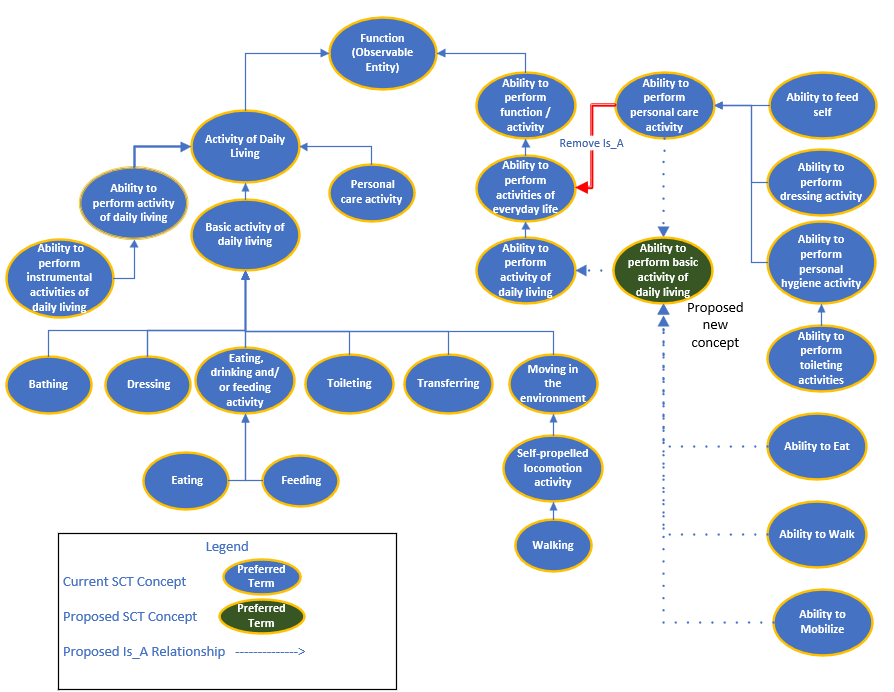 Function
(Observable
Entity)
Ability to
perform
function /
activity
Ability to
perform
personal care
activity
Ability to feed
self
Remove Is_A
Activity of Daily
Living
Ability to
perform activity
of daily living
Personal
care activity
Ability to
perform
activities of
everyday life
Ability to
perform
dressing activity
Basic activity of
daily living
Ability to
perform
instrumental
activities of
daily living
Ability to
perform
activity of
daily living
Ability to
perform basic
activity of
daily living
Ability to
perform
personal
hygiene activity
Proposed
new
concept
Ability to
perform
toileting
activities
Bathing
Dressing
Eating,
drinking and/
or feeding
activity
Toileting
Transferring
Moving in
the
environment
Ability to Eat
Self-propelled
locomotion
activity
Eating
Feeding
Walking
Ability to Walk
Ability to
Mobilize
Legend
Current SCT Concept
Preferred
Term
Proposed SCT Concept
Preferred
Term
Proposed Is_A Relationship